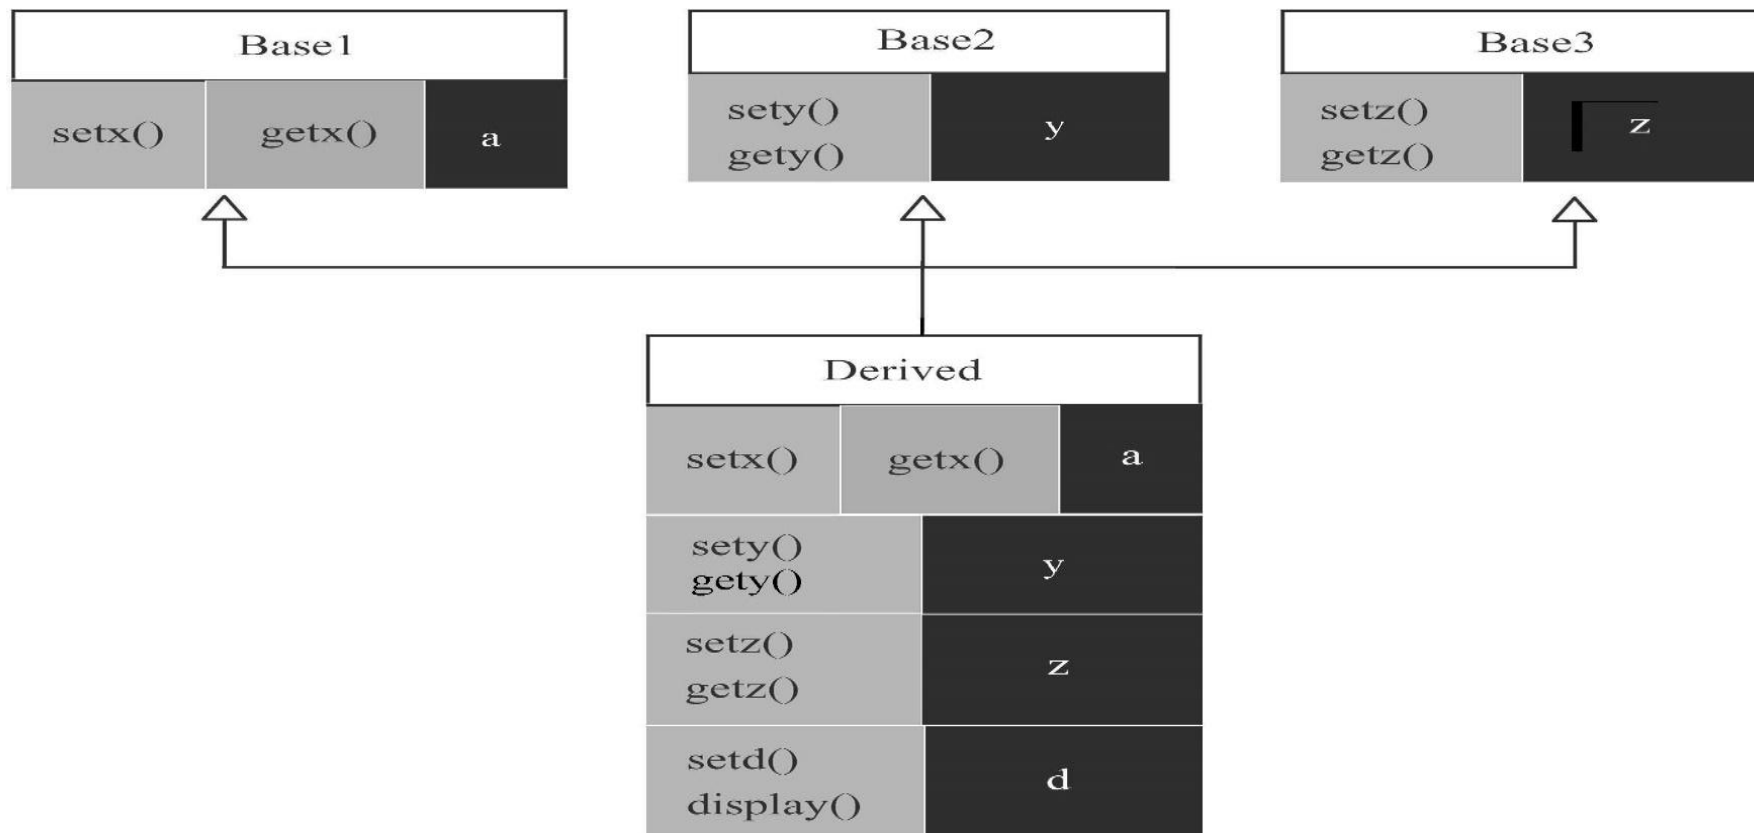 Base1
setx() getx() a
Base2
sety()
gety()
y
Base3
setz()
getz()
z
Derived
setx() getx() a
sety()
gety()
y
setz()
getz()
z
setd()
display()
d